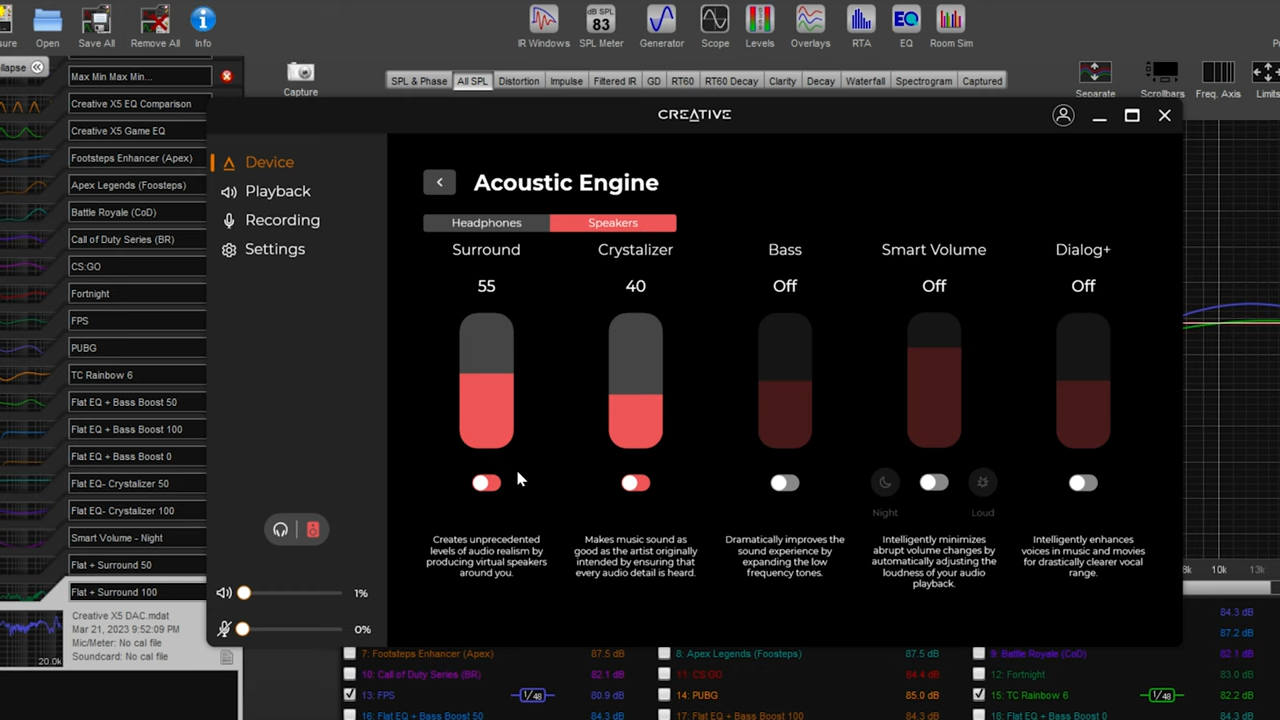 sure
Open
Save All
Remove All
Info
IR Windows
dB SPL
83
SPL Meter
Generator
Scope
Levels
Overlays
RTA
EQ
EQ
Room Sim
Collapse
Capture
SPL & Phase
All SPL
Distortion
Impulse
Filtered IR
GD
RT60
RT60 Decay
Clarity
Decay
Waterfall
Spectrogram
Captured
Separate
Scrollbars
Freq. Axis
Limits
Max Min Max Min...
Creative X5 EQ Comparison
Creative X5 Game EQ
Footsteps Enhancer (Apex)
Apex Legends (Foosteps)
Battle Royale (CoD)
Call of Duty Series (BR)
CS:GO
Fortnight
FPS
PUBG
TC Rainbow 6
Flat EQ + Bass Boost 50
Flat EQ + Bass Boost 100
Flat EQ + Bass Boost 0
Flat EQ- Crystalizer 50
Flat EQ- Crystalizer 100
Smart Volume - Night
Flat + Surround 50
Flat + Surround 100
Creative X5 DAC.mdat
Mar 21, 2023 9:52:09 PM
Mic/Meter: No cal file
Soundcard: No cal file
20.0k
CREATIVE
Device
Playback
Recording
Settings
1%
0%
Acoustic Engine
Headphones
Speakers
Surround
55
Creates unprecedented
levels of audio realism by
producing virtual speakers
around you.
Crystalizer
40
Makes music sound as
good as the artist originally
intended by ensuring that
every audio detail is heard.
Bass
Off
Dramatically improves the
sound experience by
expanding the low
frequency tones.
Smart Volume
Off
Night
Loud
Intelligently minimizes
abrupt volume changes by
automatically adjusting the
loudness of your audio
playback.
Dialog+
Off
Intelligently enhances
voices in music and movies
for drastically clearer vocal
range.
8k 10k 13k
84.3 dB
87.2 dB
7: Footsteps Enhancer (Apex) 87.5 dB
8: Apex Legends (Foosteps) 87.5 dB
9: Battle Royale (CoD) 82.1 dB
10: Call of Duty Series (BR) 82.1 dB
11: CS:GO 84.4 dB
12: Fortnight 83.0 dB
13: FPS 1/48 80.9 dB
14: PUBG 85.0 dB
15: TC Rainbow 6 1/48 82.2 dB
16: Flat EQ + Bass Boost 50 84.3 dB
17: Flat EQ + Bass Boost 100 84.3 dB
18: Flat EQ + Bass Boost 0 84.3 dB